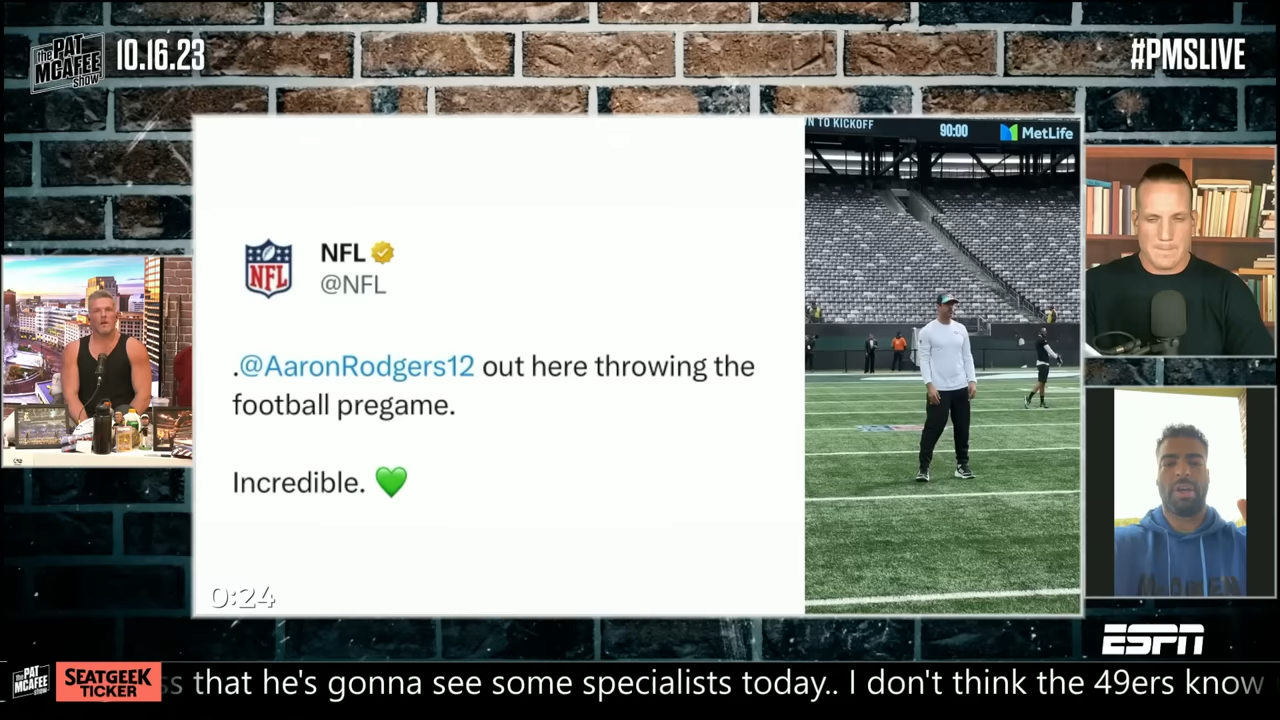 the PAT MCAFEE show
10.16.23
#PMSLIVE
N TO KICKOFF
90:00
MetLife
NFL
NFL
@NFL
.@AaronRodgers12 out here throwing the
football pregame.
Incredible. 💚
0:24
ESPN
the PAT MCAFEE show
SEATGEEK
TICKER
ss that he's gonna see some specialists today.. I don't think the 49ers know